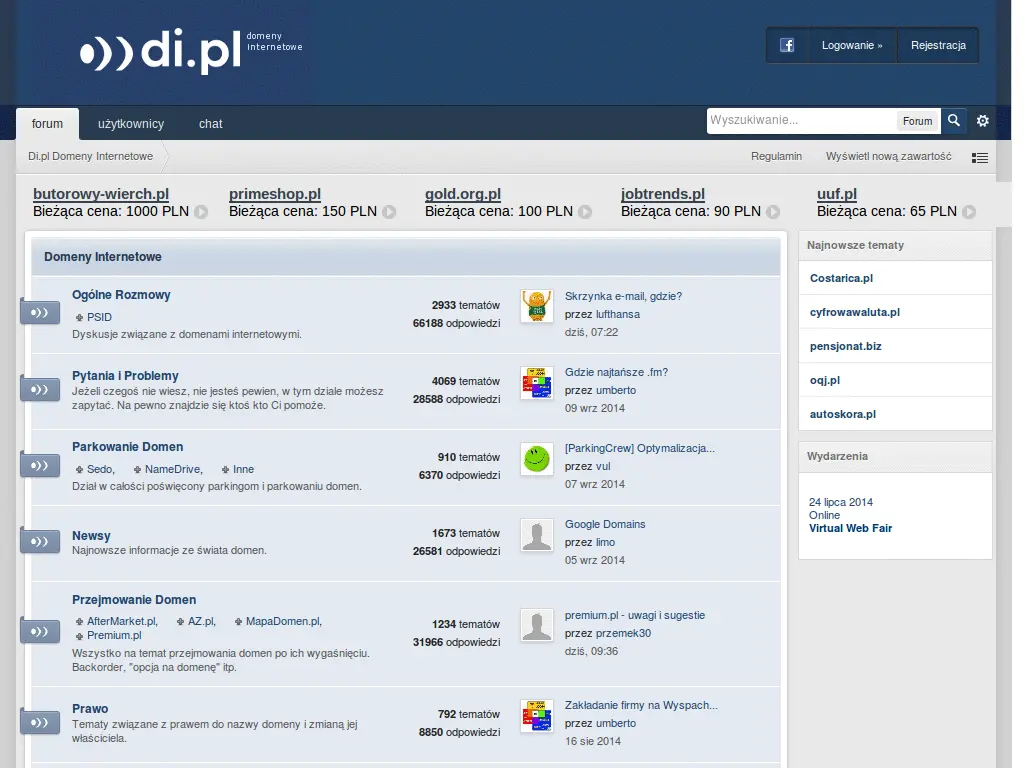 di.pl
domeny
internetowe
Logowanie »
Rejestracja
forum
użytkownicy
chat
Wyszukiwanie...
Forum
Di.pl Domeny Internetowe
Regulamin
Wyświetl nową zawartość
butorowy-wierch.pl
Bieżąca cena: 1000 PLN
primeshop.pl
Bieżąca cena: 150 PLN
gold.org.pl
Bieżąca cena: 100 PLN
jobtrends.pl
Bieżąca cena: 90 PLN
uuf.pl
Bieżąca cena: 65 PLN
Domeny Internetowe
Ogólne Rozmowy
PSID
Dyskusje związane z domenami internetowymi.
2933 tematów
66188 odpowiedzi
Skrzynka e-mail, gdzie?
przez lufthansa
dziś, 07:22
Pytania i Problemy
Jeżeli czegoś nie wiesz, nie jesteś pewien, w tym dziale możesz
zapytać. Na pewno znajdzie się ktoś kto Ci pomoże.
4069 tematów
28588 odpowiedzi
Gdzie najtańsze .fm?
przez umberto
09 wrz 2014
Parkowanie Domen
Sedo, NameDrive, Inne
Dział w całości poświęcony parkingom i parkowaniu domen.
910 tematów
6370 odpowiedzi
[ParkingCrew] Optymalizacja...
przez vul
07 wrz 2014
Newsy
Najnowsze informacje ze świata domen.
1673 tematów
26581 odpowiedzi
Google Domains
przez limo
05 wrz 2014
Przejmowanie Domen
AfterMarket.pl, AZ.pl, MapaDomen.pl,
Premium.pl
Wszystko na temat przejmowania domen po ich wygaśnięciu.
Backorder, "opcja na domenę" itp.
1234 tematów
31966 odpowiedzi
premium.pl - uwagi i sugestie
przez przemek30
dziś, 09:36
Prawo
Tematy związane z prawem do nazwy domeny i zmianą jej
właściciela.
792 tematów
8850 odpowiedzi
Zakładanie firmy na Wyspach...
przez umberto
16 sie 2014
Najnowsze tematy
Costarica.pl
cyfrowawaluta.pl
pensjonat.biz
oqj.pl
autoskora.pl
Wydarzenia
24 lipca 2014
Online
Virtual Web Fair